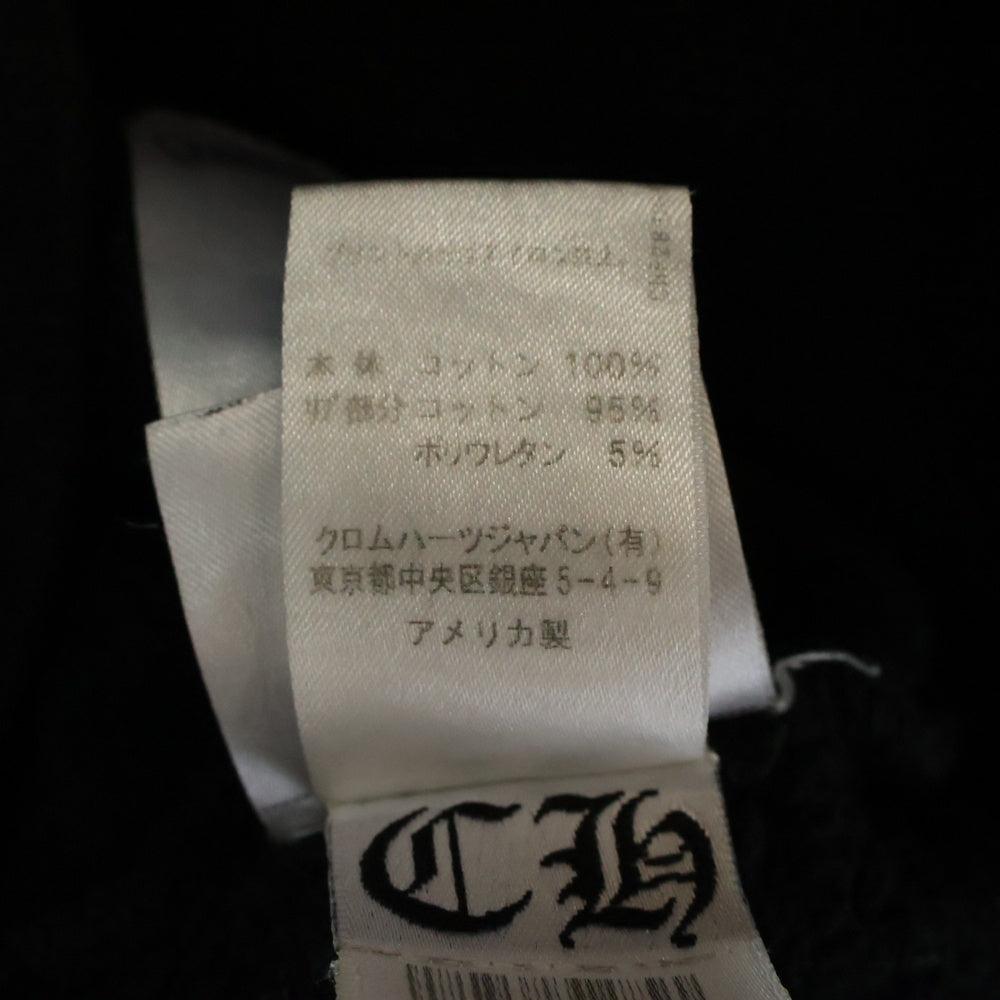 本体 コットン 100%
リブ部分 コットン 95%
ポリウレタン 5%
クロムハーツジャパン(有)
東京都中央区銀座5-4-9
アメリカ製
CH